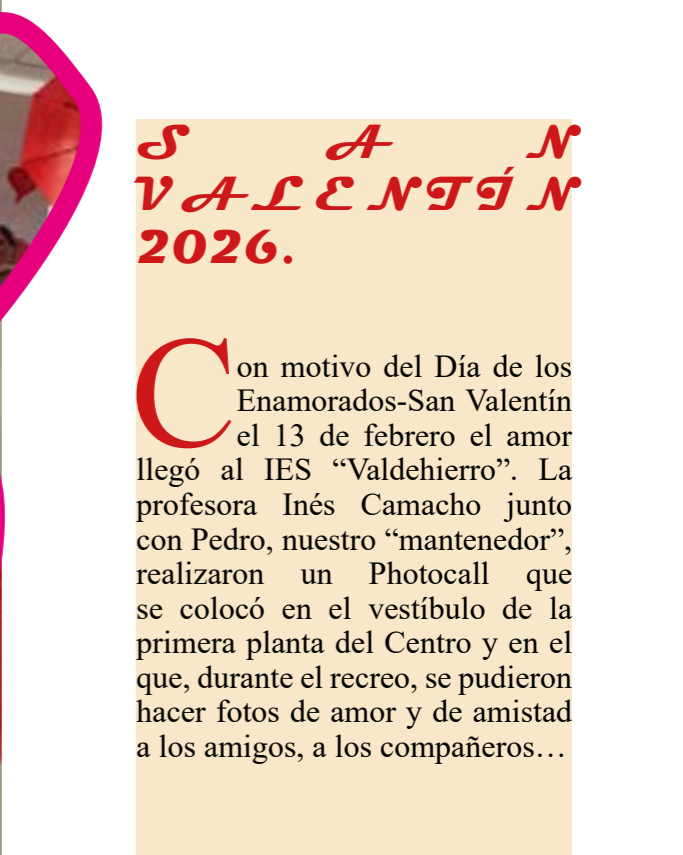 SAN
VALENTÍN
2026.
Con motivo del Día de los
Enamorados-San Valentín
el 13 de febrero el amor
llegó al IES “Valdehierro”. La
profesora Inés Camacho junto
con Pedro, nuestro “mantenedor”,
realizaron un Photocall que
se colocó en el vestíbulo de la
primera planta del Centro y en el
que, durante el recreo, se pudieron
hacer fotos de amor y de amistad
a los amigos, a los compañeros…